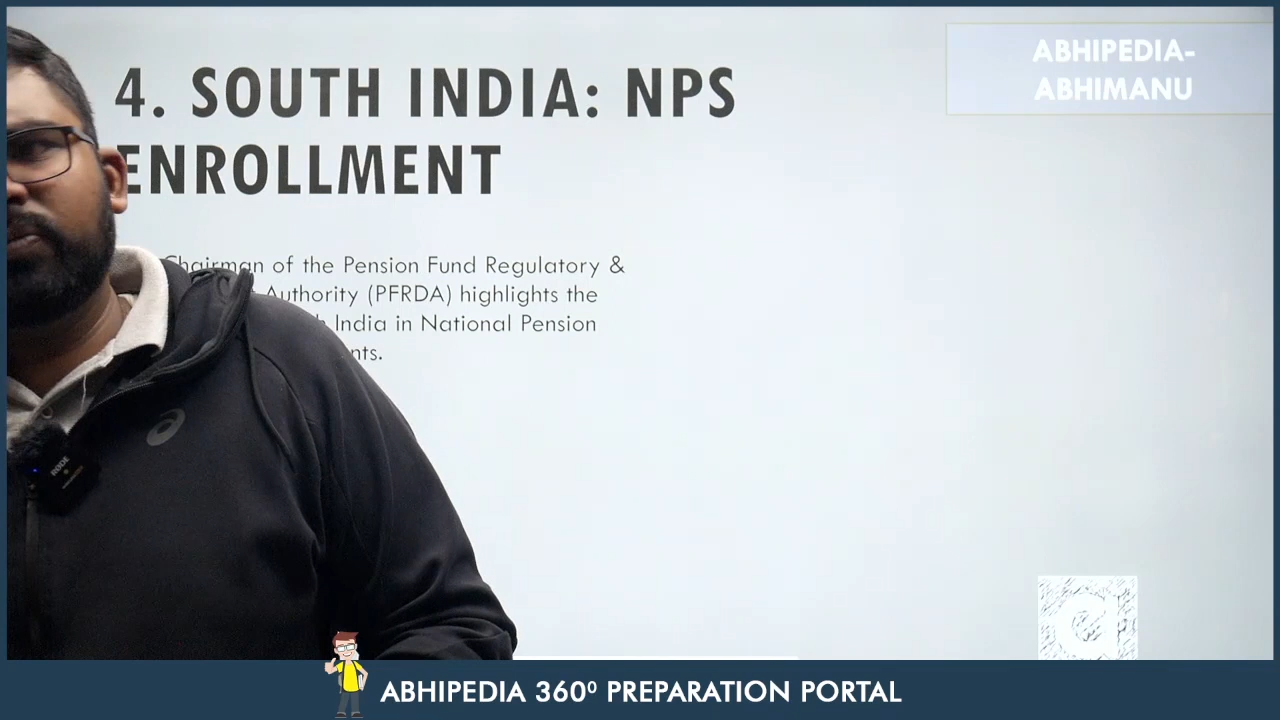 ABHIPEDIA-
ABHIMANU
4. SOUTH INDIA: NPS
ENROLLMENT
Chairman of the Pension Fund Regulatory &
Authority (PFRDA) highlights the
India in National Pension
RØDE
ABHIPEDIA 360⁰ PREPARATION PORTAL